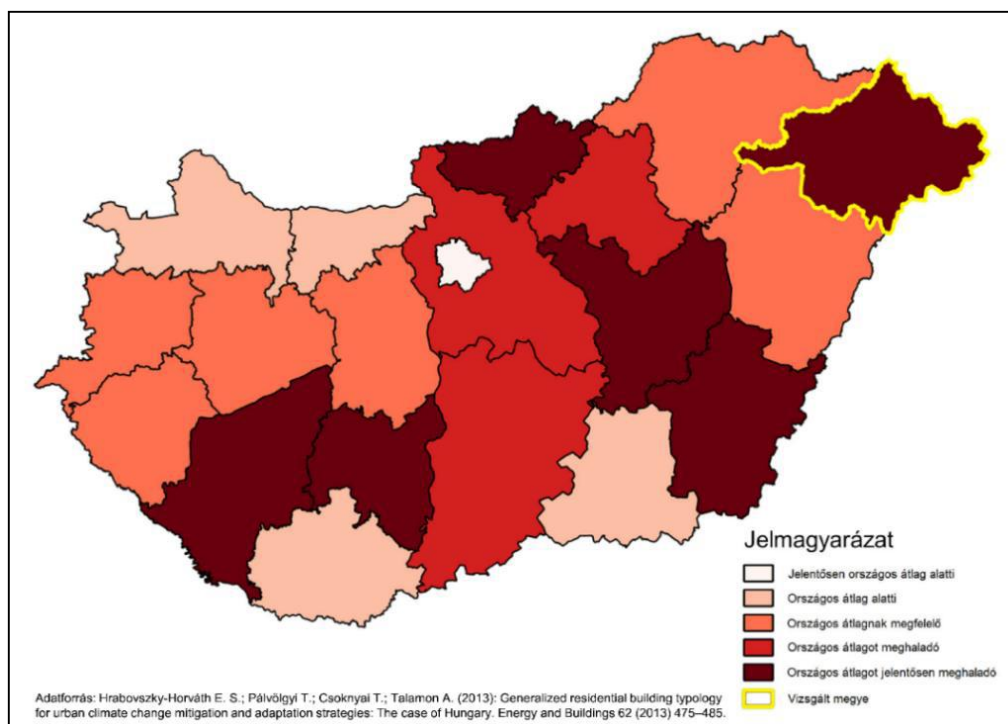 Jelmagyarázat
Jelentősen országos átlag alatti
Országos átlag alatti
Országos átlagnak megfelelő
Országos átlagot meghaladó
Országos átlagot jelentősen meghaladó
Vizsgált megye
Adatforrás: Hrabovszky-Horváth E. S.; Pálvölgyi T.; Csoknyai T.; Talamon A. (2013): Generalized residential building typology
for urban climate change mitigation and adaptation strategies: The case of Hungary. Energy and Buildings 62 (2013) 475–485.